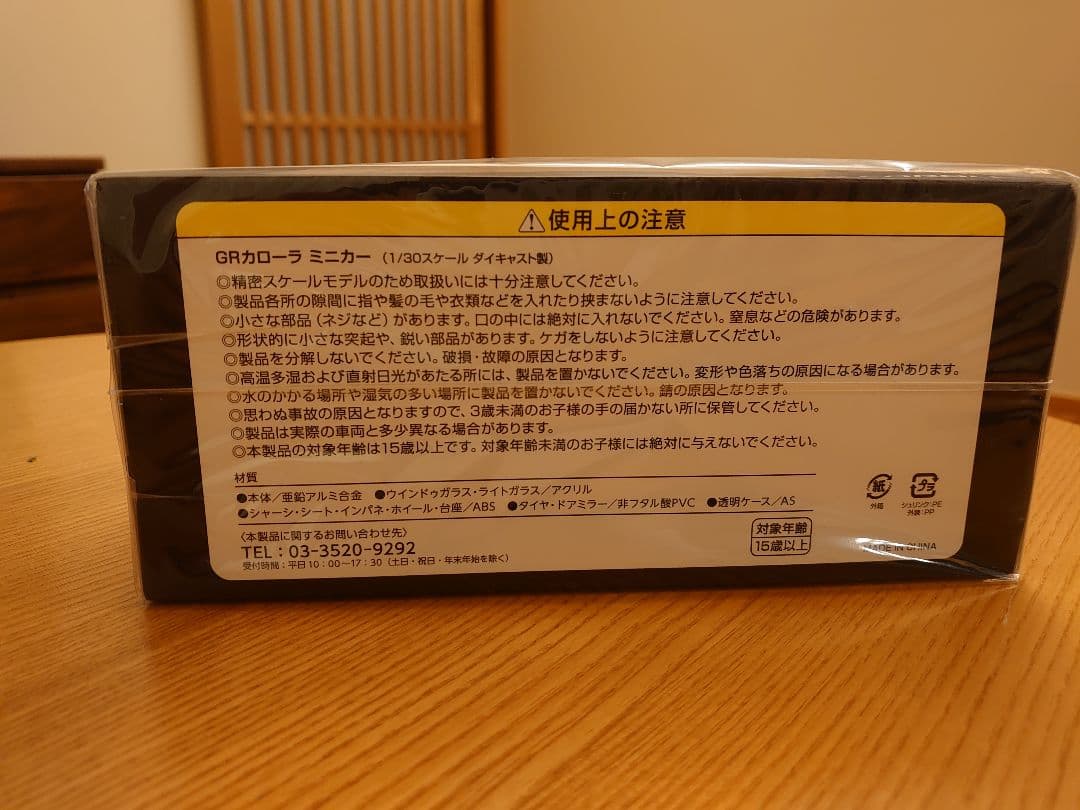 ⚠使用上の注意
GRカローラ ミニカー (1/30スケール ダイキャスト製)
◎精密スケールモデルのため取扱いには十分注意してください。
◎製品各所の隙間に指や髪の毛や衣類などを入れたり挟まないように注意してください。
◎小さな部品(ネジなど)があります。口の中には絶対に入れないでください。窒息などの危険があります。
◎形状的に小さな突起や、鋭い部品があります。ケガをしないように注意してください。
◎製品を分解しないでください。破損・故障の原因となります。
◎高温多湿および直射日光があたる所には、製品を置かないでください。変形や色落ちの原因になる場合があります。
◎水のかかる場所や湿気の多い場所に製品を置かないでください。錆の原因となります。
◎思わぬ事故の原因となりますので、3歳未満のお子様の手の届かない所に保管してください。
◎製品は実際の車両と多少異なる場合があります。
◎本製品の対象年齢は15歳以上です。対象年齢未満のお子様には絶対に与えないでください。
材質
●本体/亜鉛アルミ合金 ●ウインドゥガラス・ライトガラス/アクリル
●シャーシ・シート・インパネ・ホイール・台座/ABS ●タイヤ・ドアミラー/非フタル酸PVC ●透明ケース/AS
〈本製品に関するお問い合わせ先〉
TEL:03-3520-9292
受付時間:平日10:00〜17:30(土日・祝日・年末年始を除く)
対象年齢
15歳以上
紙
外箱
プラ
シュリンク:PE
外装:PP
MADE IN CHINA